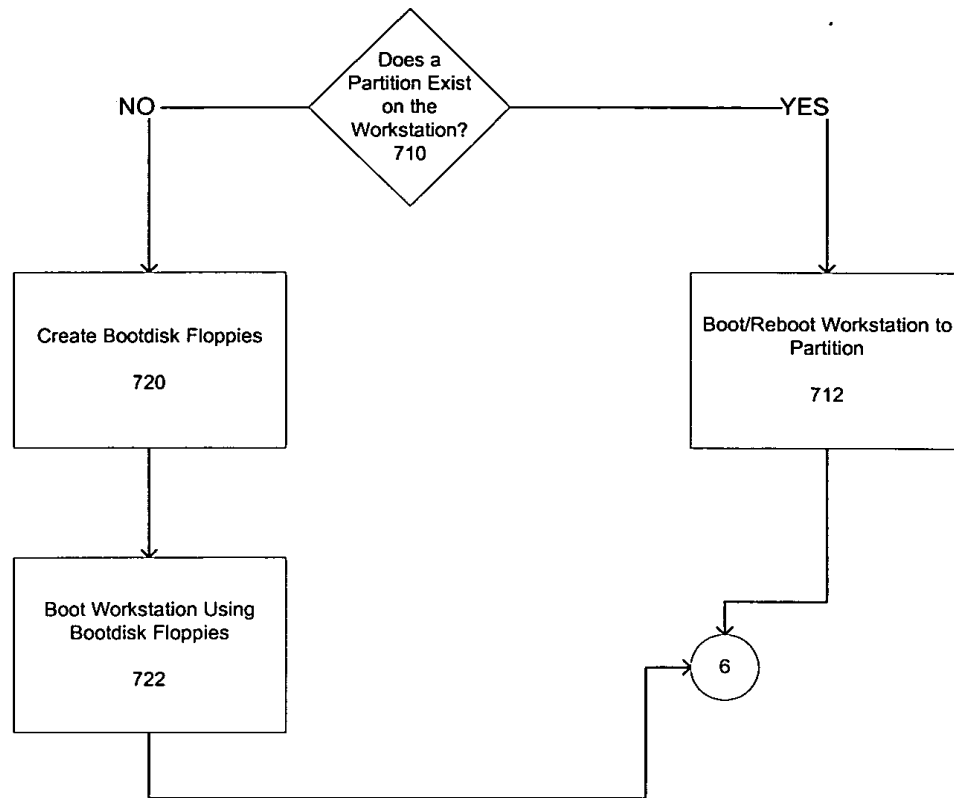 Does a
Partition Exist
on the
Workstation?
710
NO
YES
Create Bootdisk Floppies
720
Boot/Reboot Workstation to
Partition
712
Boot Workstation Using
Bootdisk Floppies
722
6